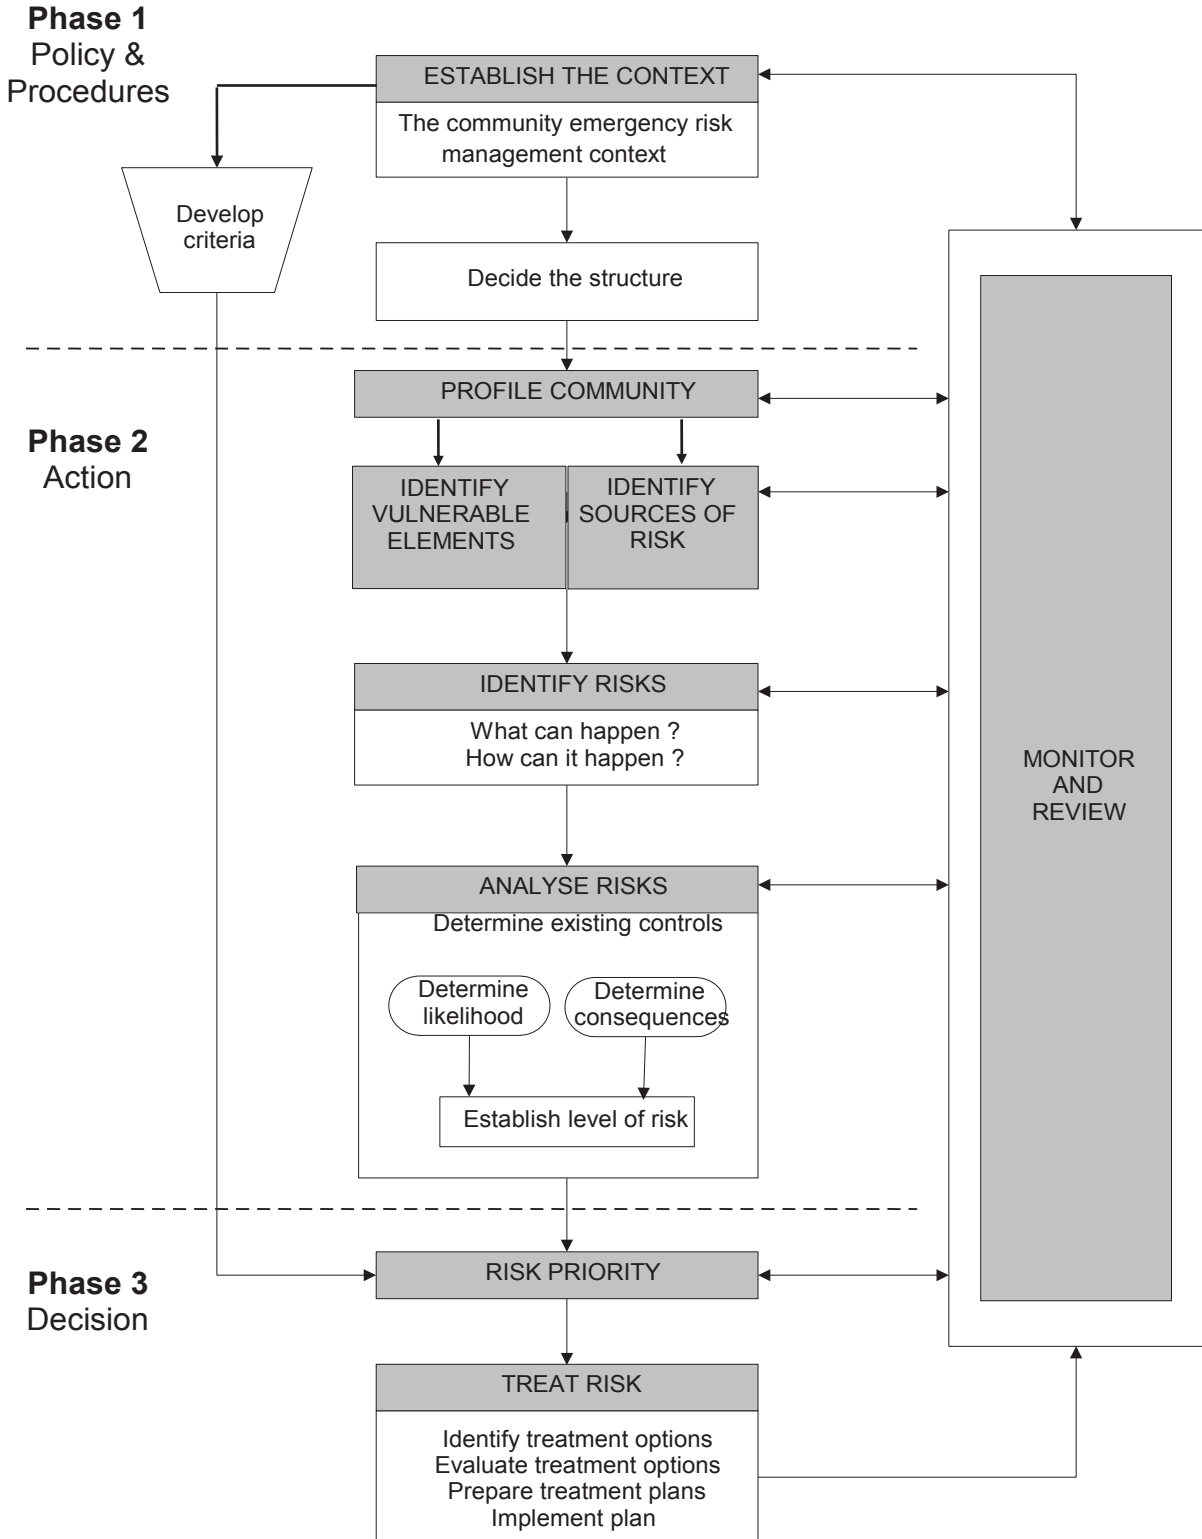 Phase 1
Policy &
Procedures
ESTABLISH THE CONTEXT
The community emergency risk
management context
Develop
criteria
Decide the structure
PROFILE COMMUNITY
Phase 2
Action
IDENTIFY
VULNERABLE
ELEMENTS
IDENTIFY
SOURCES OF
RISK
IDENTIFY RISKS
What can happen ?
How can it happen ?
MONITOR
AND
REVIEW
ANALYSE RISKS
Determine existing controls
Determine
likelihood
Determine
consequences
Establish level of risk
Phase 3
Decision
RISK PRIORITY
TREAT RISK
Identify treatment options
Evaluate treatment options
Prepare treatment plans
Implement plan